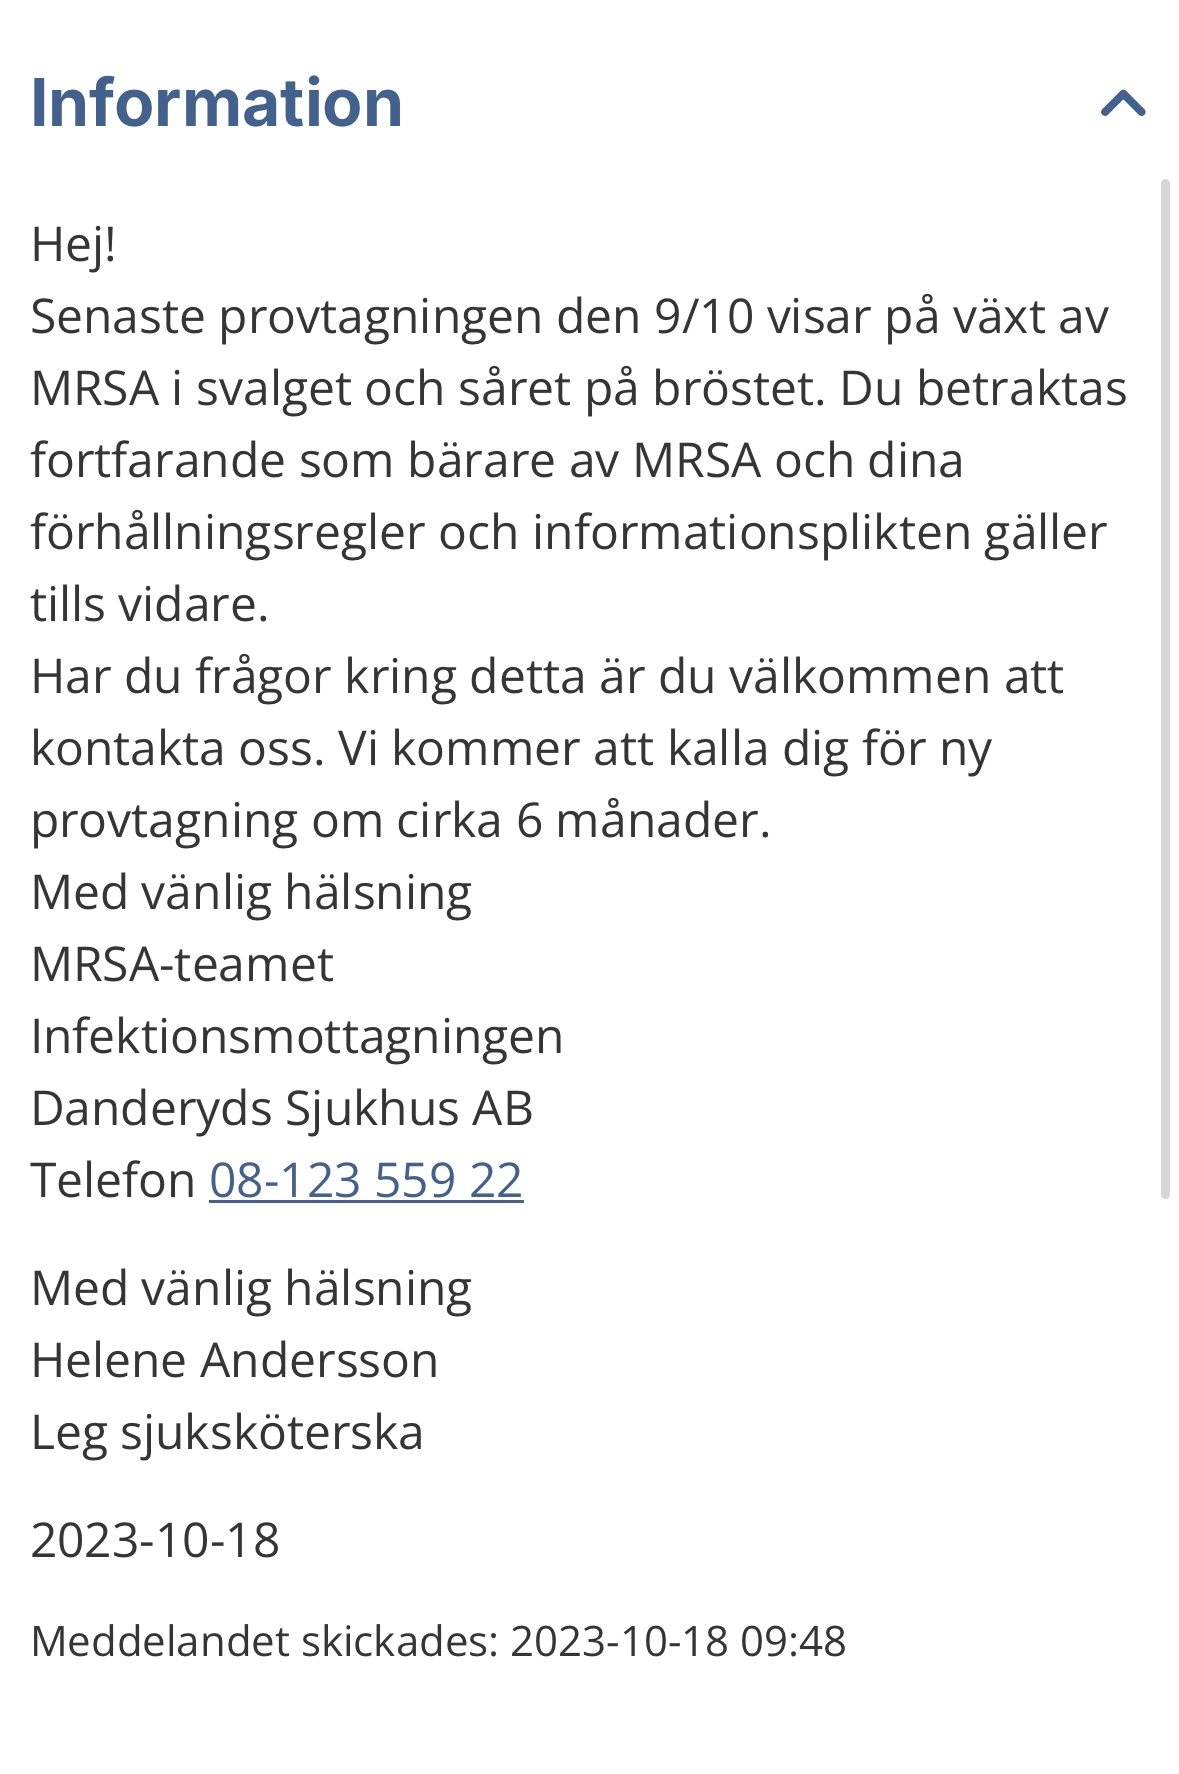 Information
Hej!
Senaste provtagningen den 9/10 visar på växt av
MRSA i svalget och såret på bröstet. Du betraktas
fortfarande som bärare av MRSA och dina
förhållningsregler och informationsplikten gäller
tills vidare.
Har du frågor kring detta är du välkommen att
kontakta oss. Vi kommer att kalla dig för ny
provtagning om cirka 6 månader.
Med vänlig hälsning
MRSA-teamet
Infektionsmottagningen
Danderyds Sjukhus AB
Telefon 08-123 559 22
Med vänlig hälsning
Helene Andersson
Leg sjuksköterska
2023-10-18
Meddelandet skickades: 2023-10-18 09:48